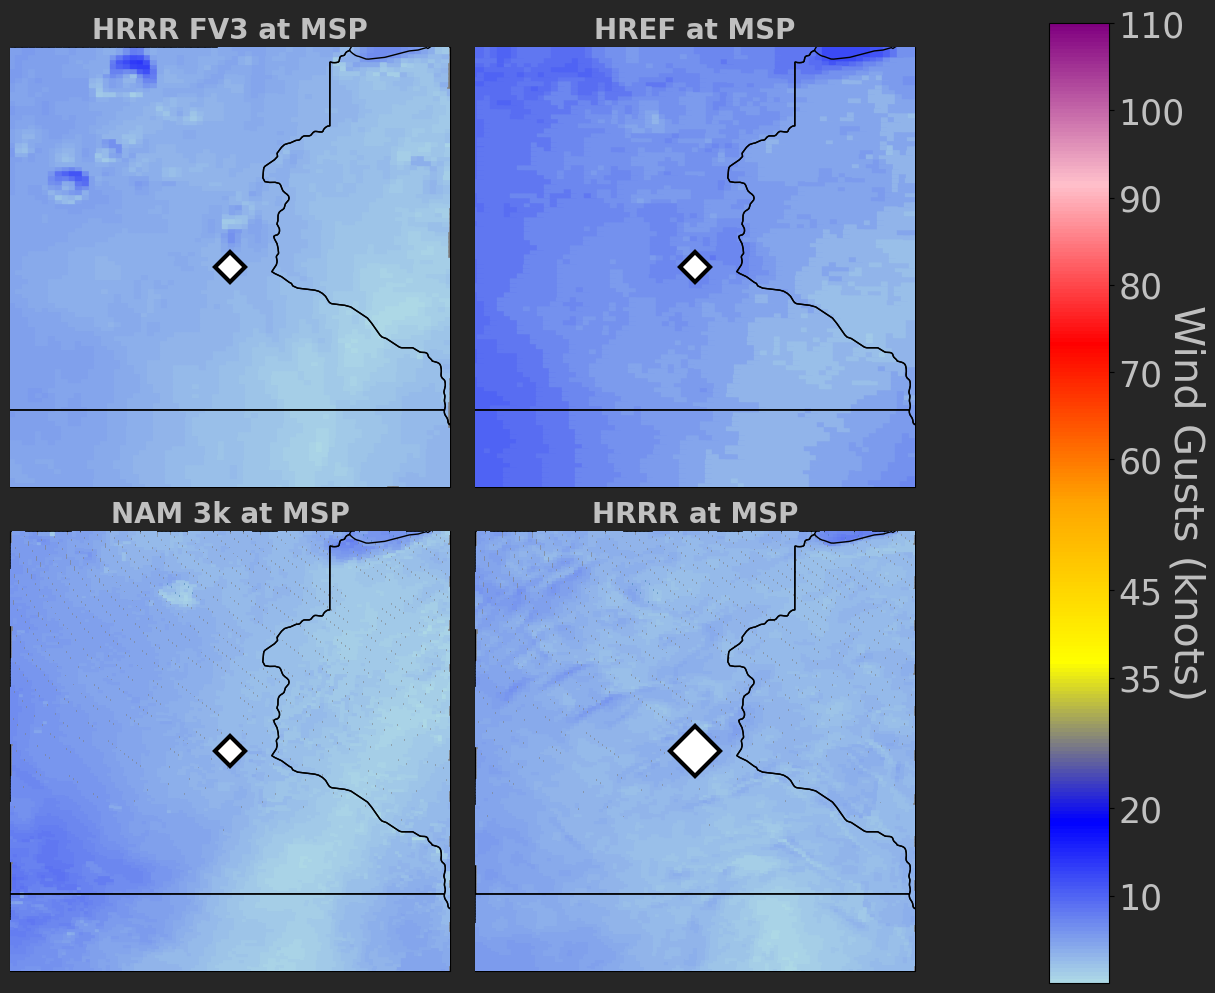 HRRR FV3 at MSP
HREF at MSP
NAM 3k at MSP
HRRR at MSP
110
100
90
80
70
60
45
35
20
10
Wind Gusts (knots)